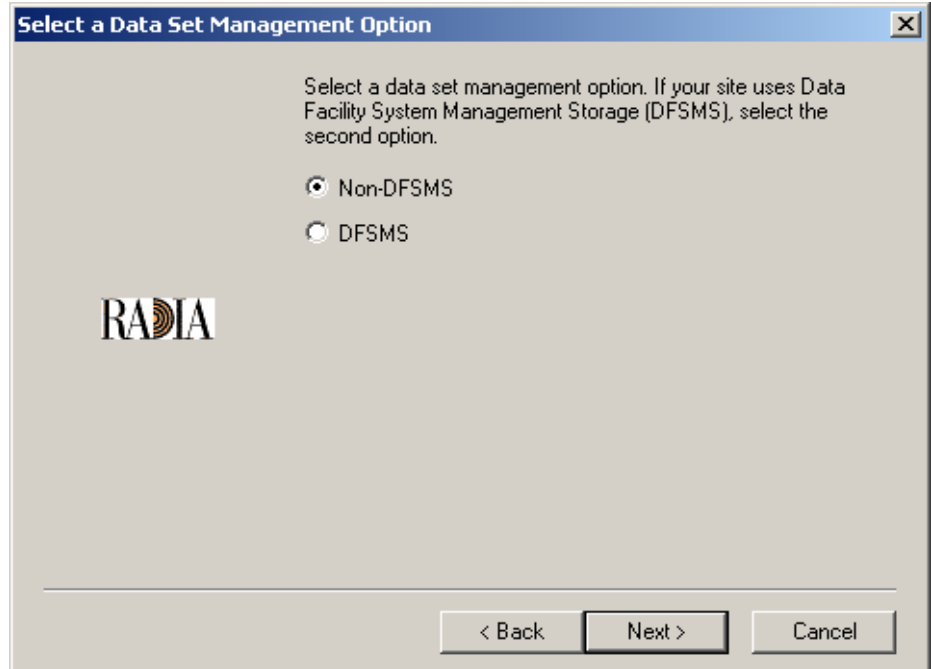 Select a Data Set Management Option
Select a data set management option. If your site uses Data
Facility System Management Storage (DFSMS), select the
second option.
Non-DFSMS
DFSMS
RADIA
< Back
Next >
Cancel